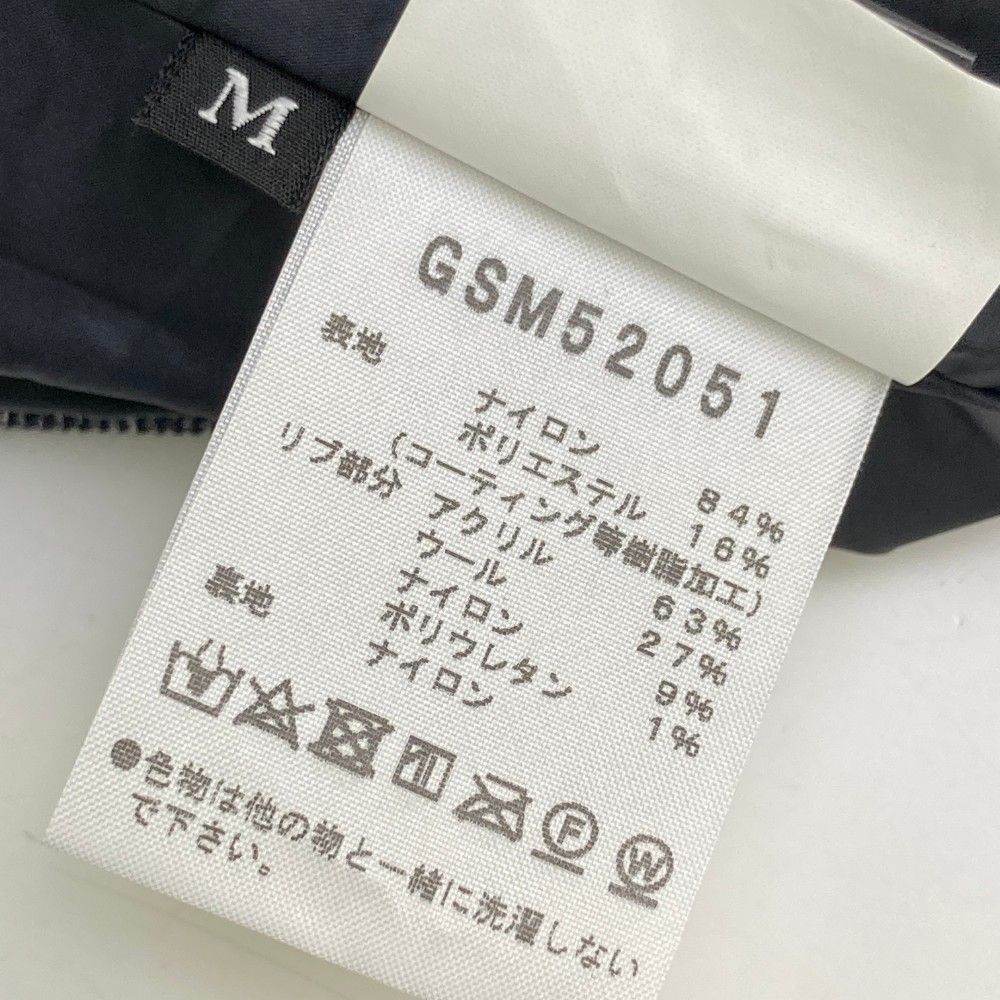 M
GSM52051
表地 ナイロン 84%
ポリエステル 16%
(コーティング等樹脂加工)
リブ部分 アクリル 63%
ウール 27%
ナイロン 9%
ポリウレタン 1%
裏地 ナイロン
F W
●色物は他の物と一緒に洗濯しない
で下さい。